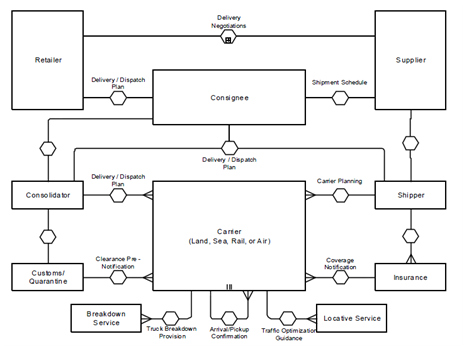 Delivery
Negotiations
Retailer
Supplier
Delivery / Dispatch
Plan
Consignee
Shipment Schedule
Delivery / Dispatch
Plan
Consolidator
Delivery / Dispatch
Plan
Carrier Planning
Shipper
Carrier
(Land, Sea, Rail, or Air)
Customs/
Quarantine
Clearance Pre -
Notification
Coverage
Notification
Insurance
Breakdown
Service
Truck Breakdown
Provision
Arrival/Pickup
Confirmation
Traffic Optimization
Guidance
Locative Service